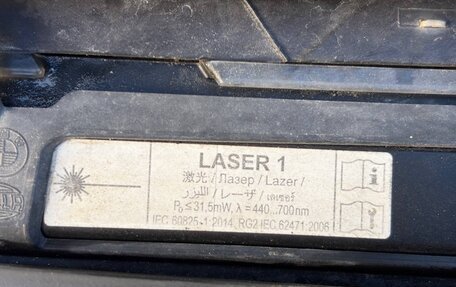 LASER 1
激光 / Лазер / Lazer /
الليزر / レーザ / เลเซอร์
Pₚ ≤ 31,5mW, λ = 440...700nm
IEC 60825-1:2014, RG2 IEC 62471:2006